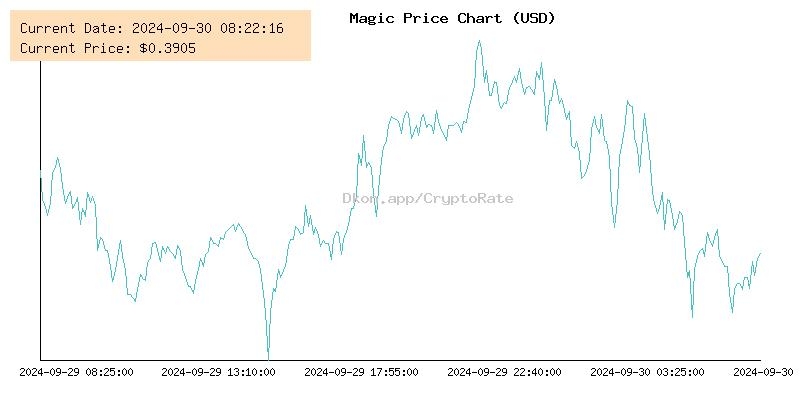 Magic Price Chart (USD)
Current Date: 2024-09-30 08:22:16
Current Price: $0.3905
Dkon.app/CryptoRate
2024-09-29 08:25:00 2024-09-29 13:10:00 2024-09-29 17:55:00 2024-09-29 22:40:00 2024-09-30 03:25:00 2024-09-30